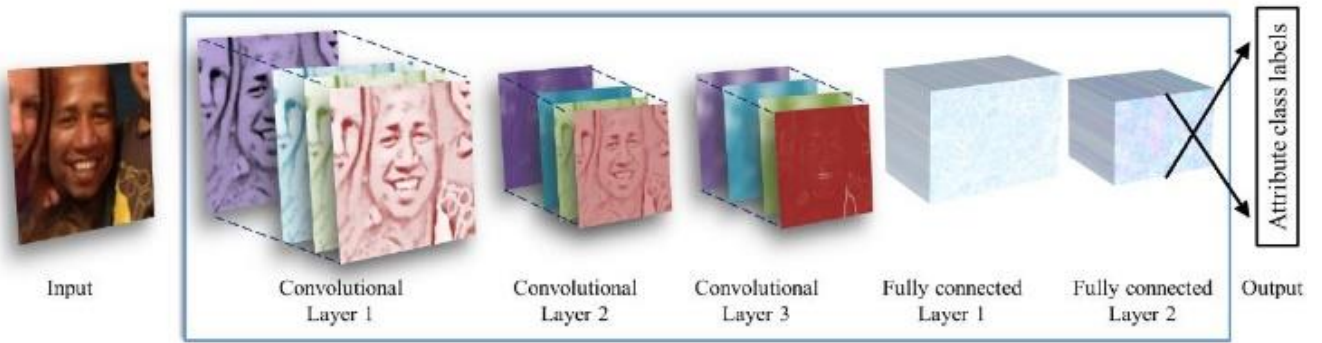 Attribute class labels
Input
Convolutional
Layer 1
Convolutional
Layer 2
Convolutional
Layer 3
Fully connected
Layer 1
Fully connected
Layer 2
Output